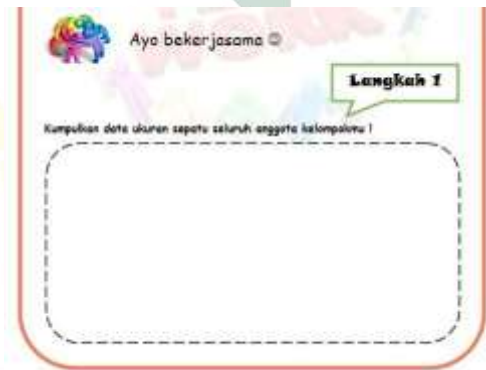 Ayo bekerjasama ☺
Langkah 1
Kumpulkan data ukuran sepatu seluruh anggota kelompokmu !